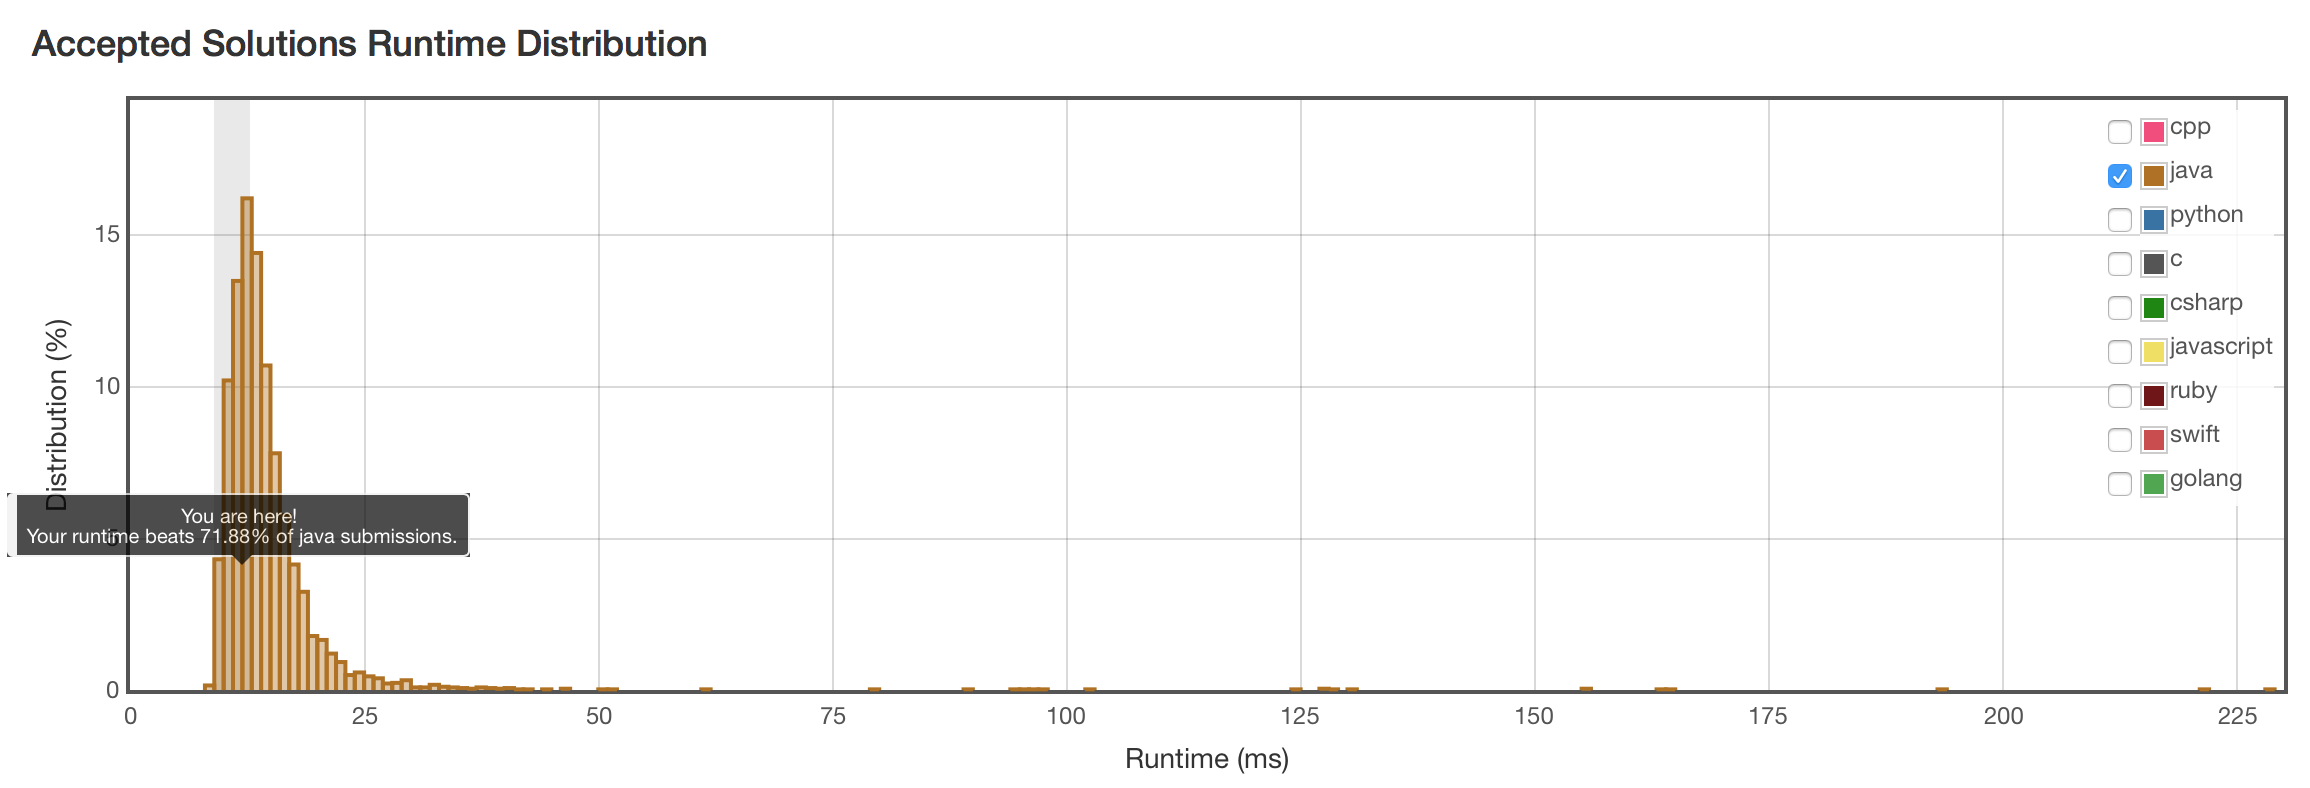 Accepted Solutions Runtime Distribution
cpp
java
python
c
csharp
javascript
ruby
swift
golang
15
10
5
0
Distribution (%)
You are here!
Your runtime beats 71.88% of java submissions.
0 25 50 75 100 125 150 175 200 225
Runtime (ms)